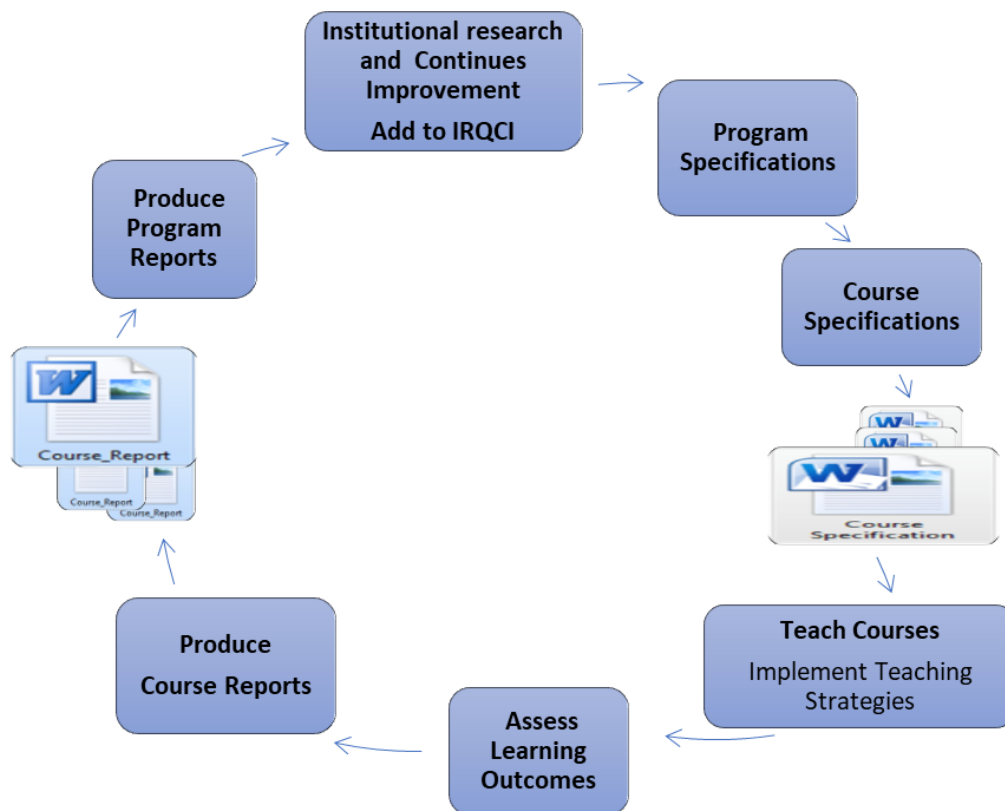 Institutional research
and Continues
Improvement
Add to IRQCI
Program
Specifications
Course
Specifications
W
W
W
Course
Specification
Teach Courses
Implement Teaching
Strategies
Assess
Learning
Outcomes
Produce
Course Reports
W
Course_Report
Course_Report
Course_Report
Produce
Program
Reports